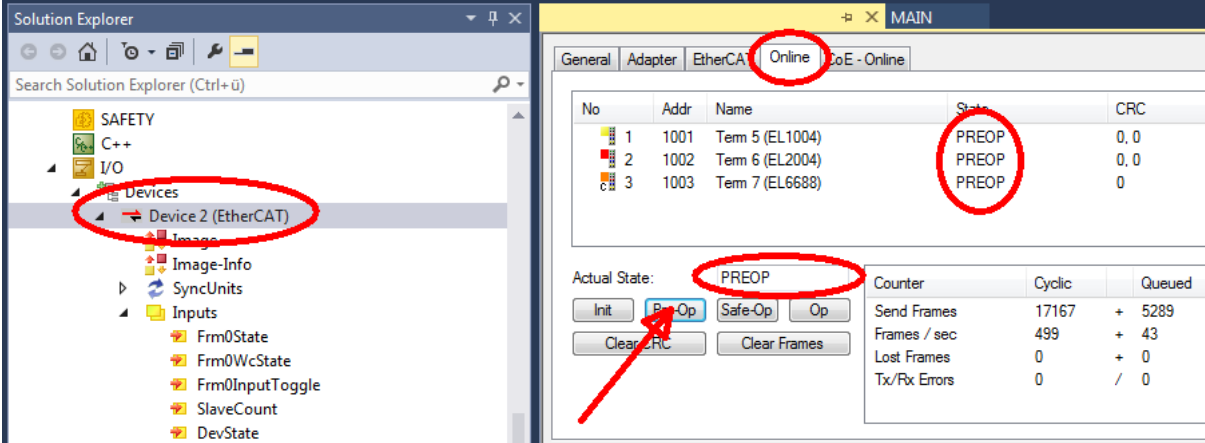 Solution Explorer
Search Solution Explorer (Ctrl+ü)
SAFETY
C++
I/O
Devices
Device 2 (EtherCAT)
Image
Image-Info
SyncUnits
Inputs
Frm0State
Frm0WcState
Frm0InputToggle
SlaveCount
DevState
MAIN
General Adapter EtherCAT Online CoE - Online
No Addr Name State CRC
1 1001 Term 5 (EL1004) PREOP 0, 0
2 1002 Term 6 (EL2004) PREOP 0, 0
C 3 1003 Term 7 (EL6688) PREOP 0
Actual State: PREOP
Init Pre-Op Safe-Op Op
Clear CRC Clear Frames
Counter Cyclic Queued
Send Frames 17167 + 5289
Frames / sec 499 + 43
Lost Frames 0 + 0
Tx/Rx Errors 0 / 0